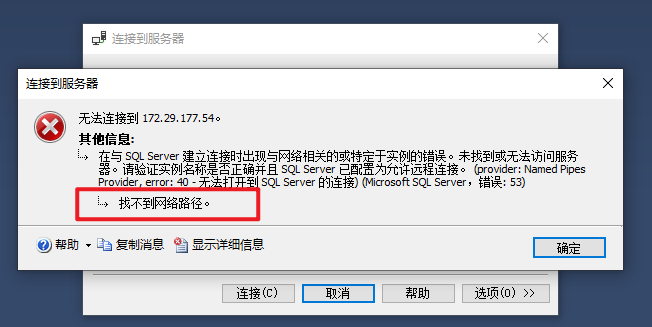 连接到服务器
连接到服务器
无法连接到 172.29.177.54。
其他信息:
在与 SQL Server 建立连接时出现与网络相关的或特定于实例的错误。未找到或无法访问服务
器。请验证实例名称是否正确并且 SQL Server 已配置为允许远程连接。 (provider: Named Pipes
Provider, error: 40 - 无法打开到 SQL Server 的连接) (Microsoft SQL Server，错误: 53)
找不到网络路径。
帮助 复制消息 显示详细信息 确定
连接(C) 取消 帮助 选项(O) >>